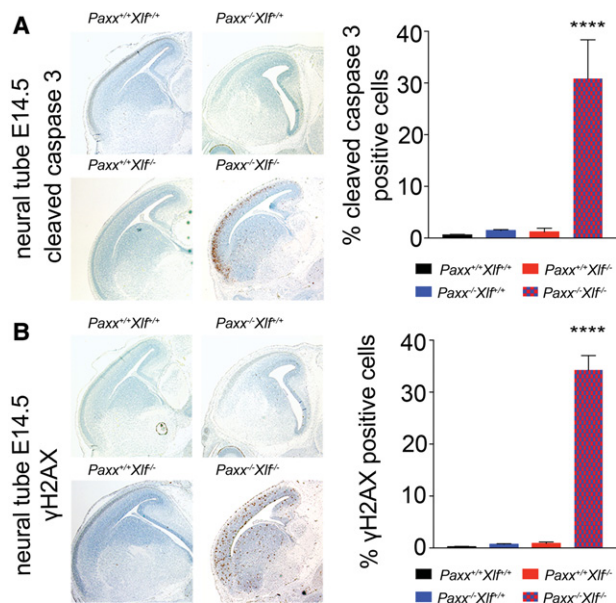 A
Paxx+/+Xlf+/+
Paxx-/-Xlf+/+
neural tube E14.5
cleaved caspase 3
Paxx+/+Xlf-/-
Paxx-/-Xlf-/-
% cleaved caspase 3
positive cells
40
30
20
10
0
****
Paxx+/+Xlf+/+
Paxx+/+Xlf-/-
Paxx-/-Xlf+/+
Paxx-/-Xlf-/-
B
Paxx+/+Xlf+/+
Paxx-/-Xlf+/+
neural tube E14.5
γH2AX
Paxx+/+Xlf-/-
Paxx-/-Xlf-/-
% γH2AX positive cells
40
30
20
10
0
****
Paxx+/+Xlf+/+
Paxx+/+Xlf-/-
Paxx-/-Xlf+/+
Paxx-/-Xlf-/-